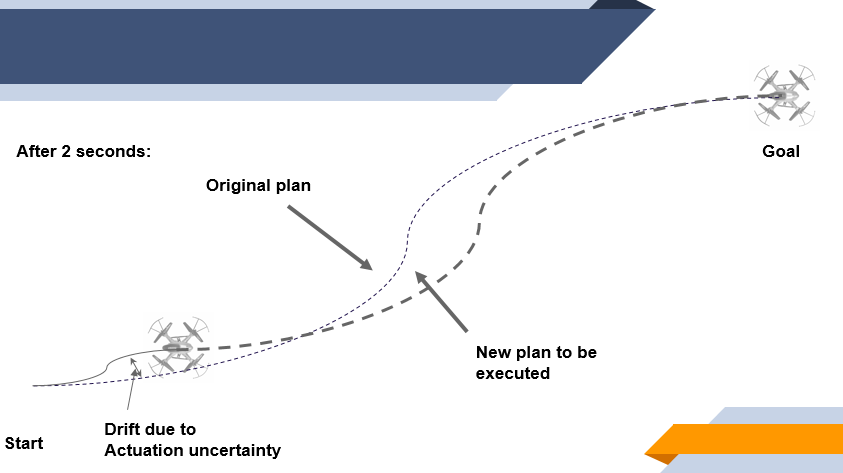 After 2 seconds:
Goal
Original plan
New plan to be
executed
Start
Drift due to
Actuation uncertainty